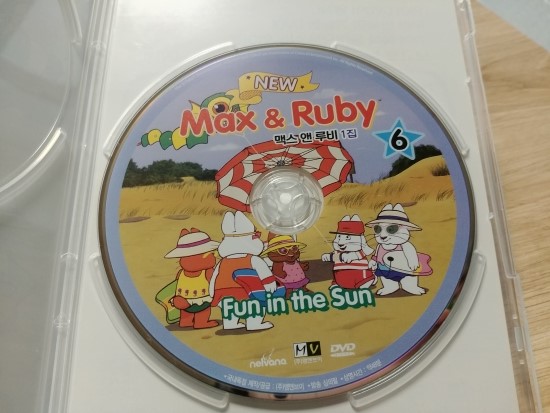 NEW
Max & Ruby
맥스 앤 루비 1집
6
Fun in the Sun
nelvana
MV
DVD